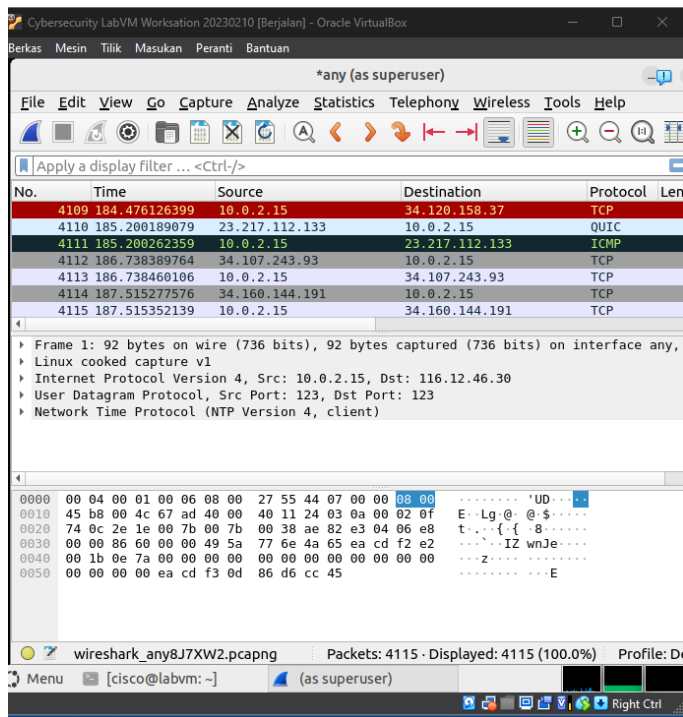 Cybersecurity LabVM Worksation 20230210 [Berjalan] - Oracle VirtualBox
Berkas Mesin Tilik Masukan Peranti Bantuan
*any (as superuser)
File Edit View Go Capture Analyze Statistics Telephony Wireless Tools Help
Apply a display filter … <Ctrl-/>
No. Time Source Destination Protocol Len
4109 184.476126399 10.0.2.15 34.120.158.37 TCP
4110 185.200189079 23.217.112.133 10.0.2.15 QUIC
4111 185.200262359 10.0.2.15 23.217.112.133 ICMP
4112 186.738389764 34.107.243.93 10.0.2.15 TCP
4113 186.738460106 10.0.2.15 34.107.243.93 TCP
4114 187.515277576 34.160.144.191 10.0.2.15 TCP
4115 187.515352139 10.0.2.15 34.160.144.191 TCP
Frame 1: 92 bytes on wire (736 bits), 92 bytes captured (736 bits) on interface any,
Linux cooked capture v1
Internet Protocol Version 4, Src: 10.0.2.15, Dst: 116.12.46.30
User Datagram Protocol, Src Port: 123, Dst Port: 123
Network Time Protocol (NTP Version 4, client)
0000 00 04 00 01 00 06 08 00 27 55 44 07 00 00 08 00 ········ 'UD·····
0010 45 b8 00 4c 67 ad 40 00 40 11 24 03 0a 00 02 0f E··Lg·@· @·$·····
0020 74 0c 2e 1e 00 7b 00 7b 00 38 ae 82 e3 04 06 e8 t·.··{·{ ·8······
0030 00 00 86 60 00 00 49 5a 77 6e 4a 65 ea cd f2 e2 ···`··IZ wnJe····
0040 00 1b 0e 7a 00 00 00 00 00 00 00 00 00 00 00 00 ···z···· ········
0050 00 00 00 00 ea cd f3 0d 86 d6 cc 45 ········ ···E
wireshark_any8J7XW2.pcapng Packets: 4115 · Displayed: 4115 (100.0%) Profile: De
Menu [cisco@labvm: ~] (as superuser)
Right Ctrl